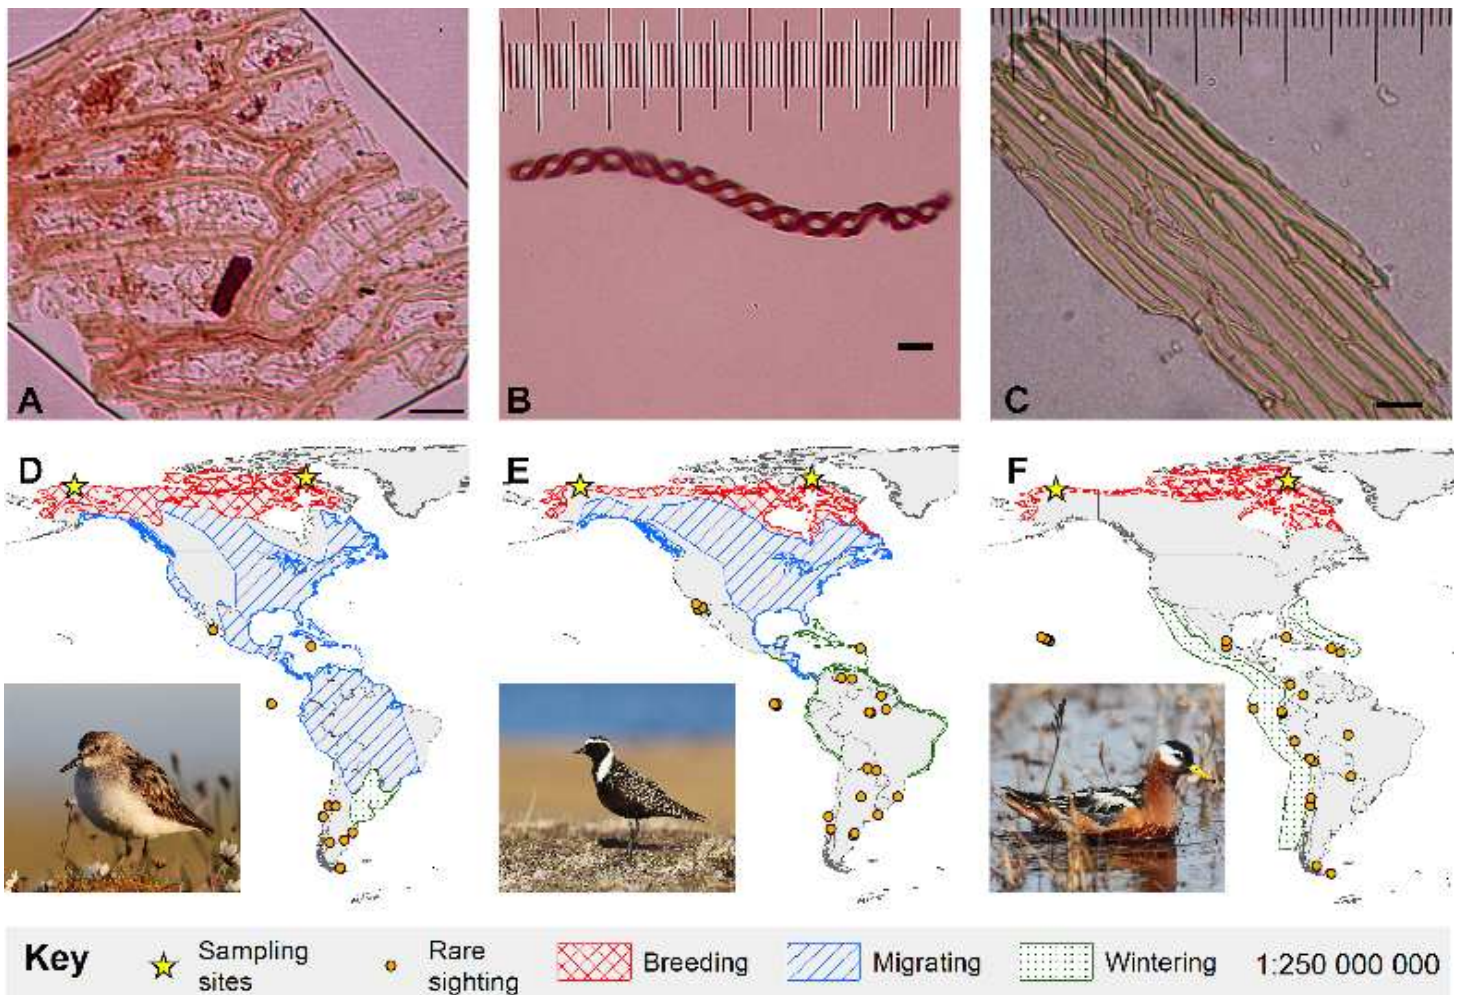 A
B
C
D
E
F
Key
Sampling
sites
Rare
sighting
Breeding
Migrating
Wintering
1:250 000 000